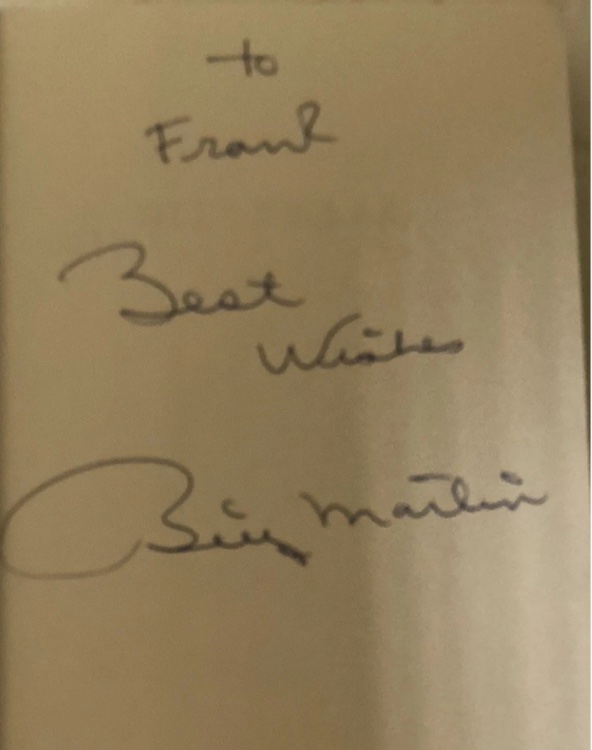 to
Frank
Best
Wishes
Billy Martin